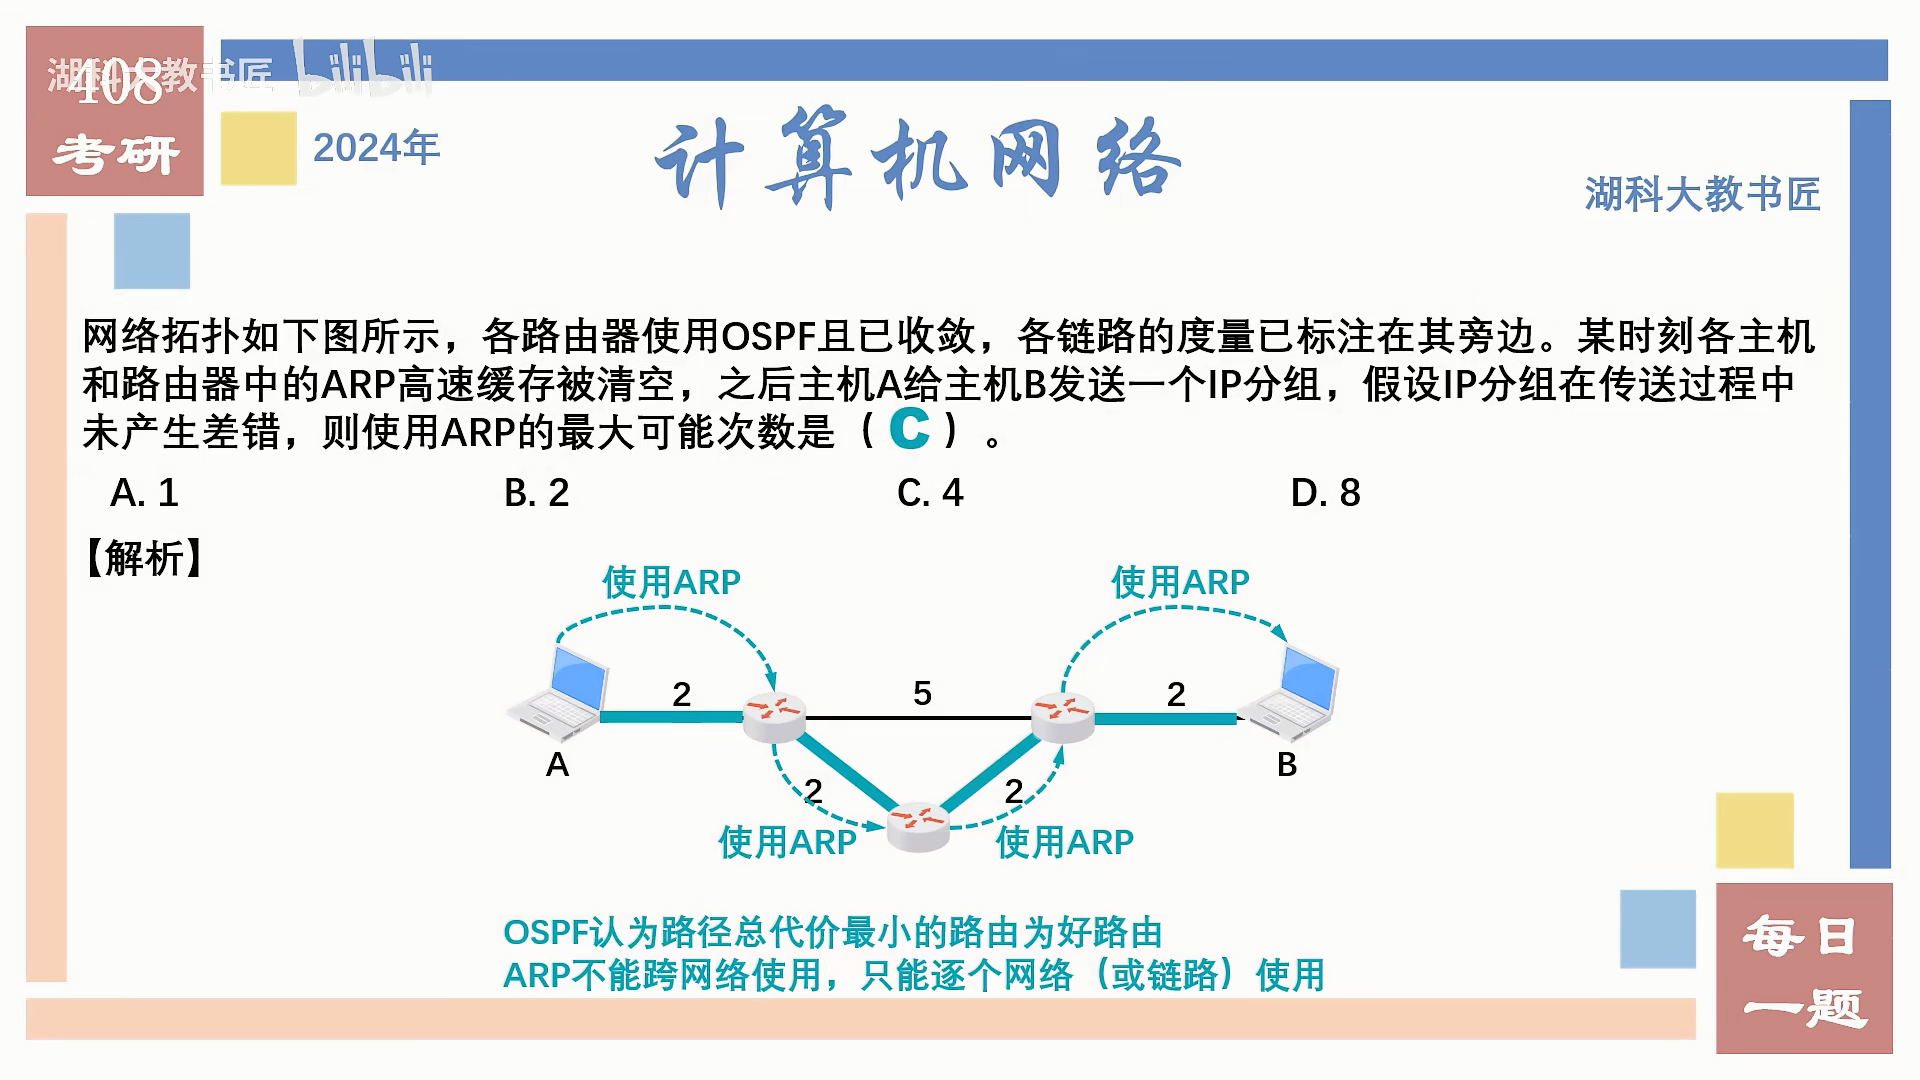 湖科大教书匠 bilibili
408
考研
2024年
计算机网络
湖科大教书匠
网络拓扑如下图所示，各路由器使用OSPF且已收敛，各链路的度量已标注在其旁边。某时刻各主机
和路由器中的ARP高速缓存被清空，之后主机A给主机B发送一个IP分组，假设IP分组在传送过程中
未产生差错，则使用ARP的最大可能次数是（ C ）。
A. 1 B. 2 C. 4 D. 8
【解析】
使用ARP 使用ARP
2 5 2
A B
2 2
使用ARP 使用ARP
OSPF认为路径总代价最小的路由为好路由
ARP不能跨网络使用，只能逐个网络（或链路）使用
每日
一题